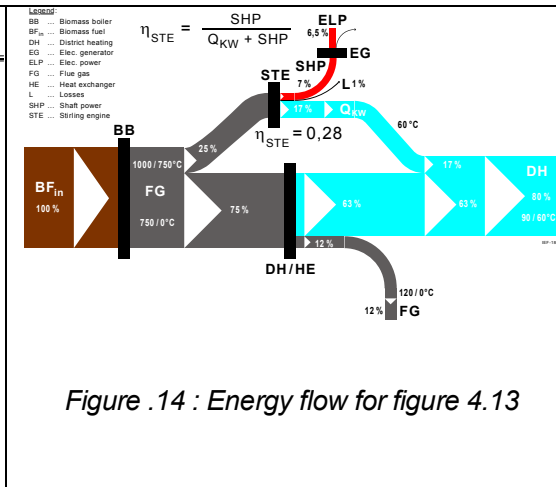 Legend:
BB ... Biomass boiler
BFin ... Biomass fuel
DH ... District heating
EG ... Elec. generator
ELP ... Elec. power
FG ... Flue gas
HE ... Heat exchanger
L ... Losses
SHP ... Shaft power
STE ... Stirling engine
ηSTE = SHP / QKW + SHP
ELP
6,5 %
EG
SHP
STE
7 %
L 1 %
17 % QKW
ηSTE = 0,28
60 °C
BB
25 %
1000 / 750°C
17 %
DH
BFin
FG
100 %
75 %
63 %
63 %
80 %
750 / 0°C
90 / 60°C
12 %
DH / HE
120 / 0°C
12 % FG
Figure .14 : Energy flow for figure 4.13